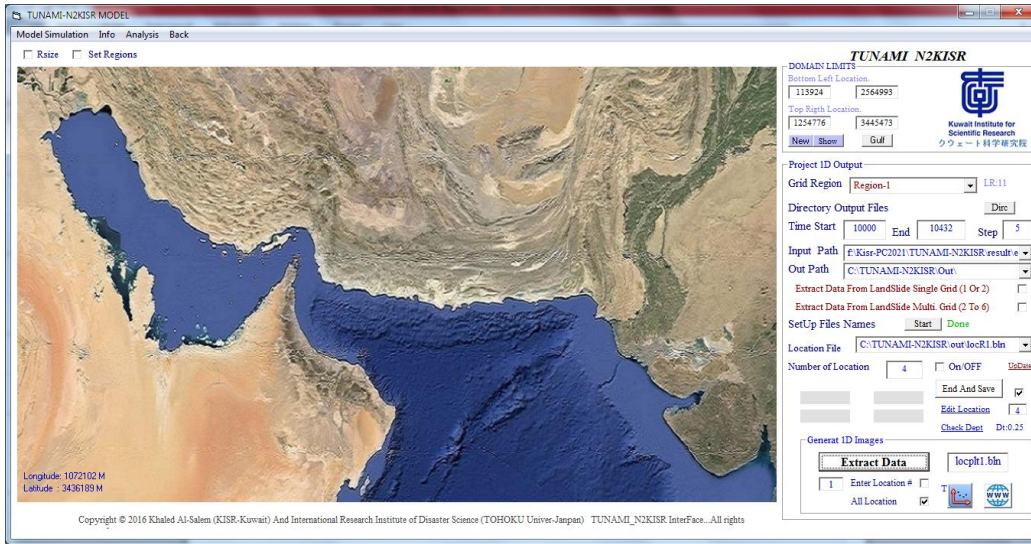 TUNAMI-N2KISR MODEL
Model Simulation Info Analysis Back
Rsize Set Regions
TUNAMI N2KISR
DOMAIN LIMITS
Bottom Left Location.
113924 2564993
Top Rigth Location.
1254776 3445473
New Show Gulf
Kuwait Institute for
Scientific Research
クウェート科学研究院
Project 1D Output
Grid Region Region-1 LR:11
Directory Output Files Dirc
Time Start 10000 End 10432 Step 5
Input Path f:\Kisr-PC2021\TUNAMI-N2KISR\result\e
Out Path C:\TUNAMI-N2KISR\Out\
Extract Data From LandSlide Single Grid (1 Or 2)
Extract Data From LandSlide Multi. Grid (2 To 6)
SetUp Files Names Start Done
Location File C:\TUNAMI-N2KISR\out\locR1.bln
Number of Location 4 On/OFF UpDate
End And Save
Edit Location 4
Check Dept Dt:0.25
Generat 1D Images
Extract Data locplt1.bln
1 Enter Location #
All Location
T
WWW
Longitude: 1072102 M
Latitude : 3436189 M
Copyright © 2016 Khaled Al-Salem (KISR-Kuwait) And International Research Institute of Disaster Science (TOHOKU Univer-Janpan) TUNAMI_N2KISR InterFace...All rights